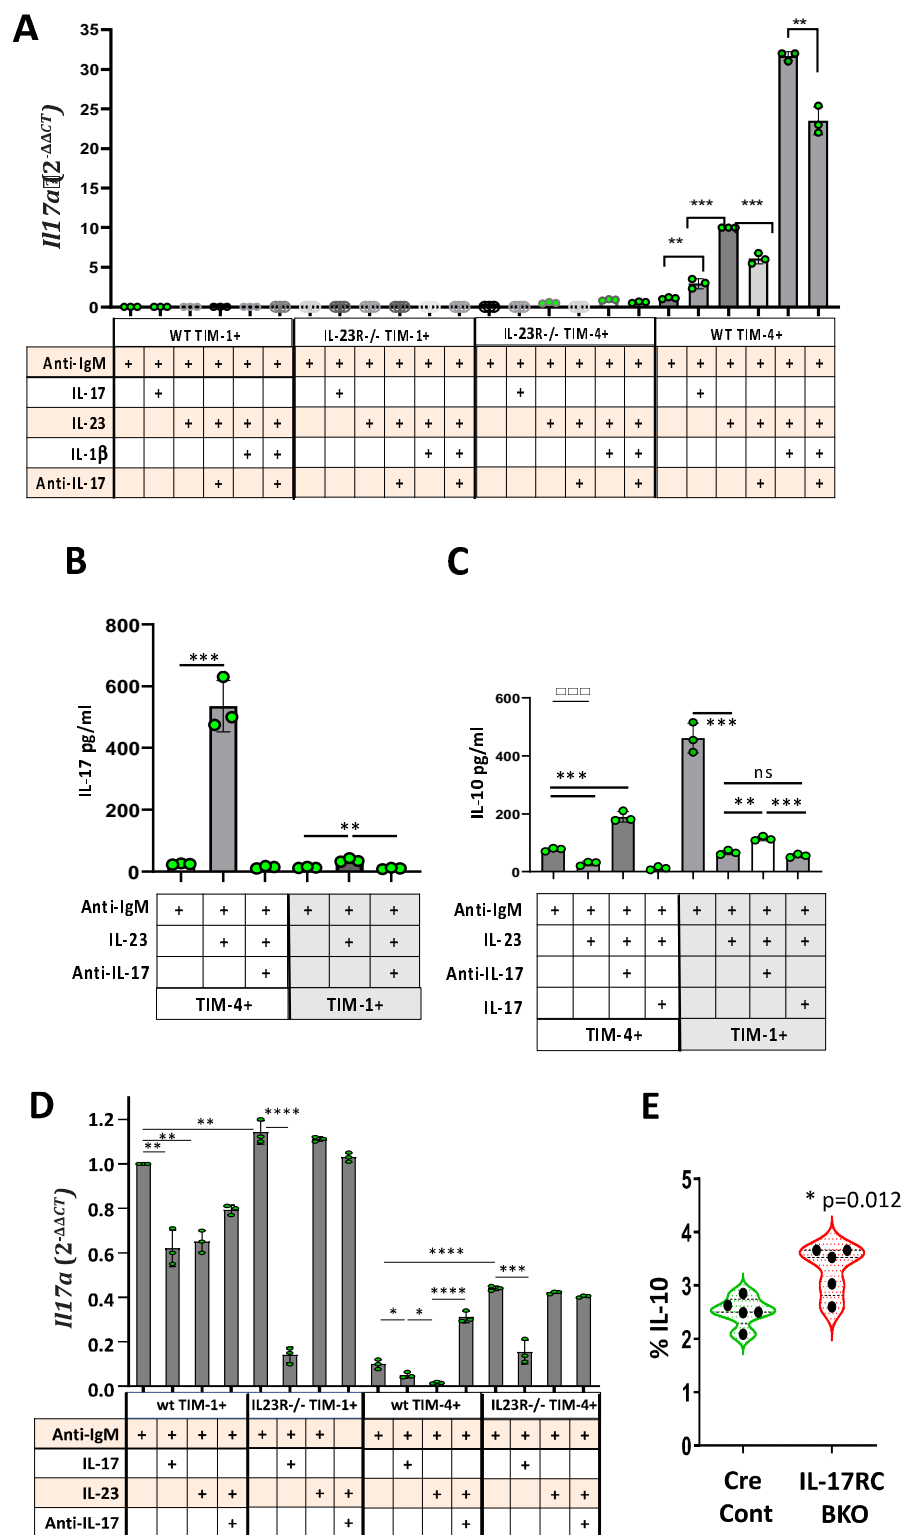 A
35
30
25
20
15
10
5
0
Il17a (2-ΔΔCT)
**
***
***
**
WT TIM-1+ IL-23R-/- TIM-1+ IL-23R-/- TIM-4+ WT TIM-4+
Anti-IgM + + + + + + + + + + + + + + + + + + + + + + + +
IL-17 + + + +
IL-23 + + + + + + + + + + + + + + + +
IL-1β + + + + + + + +
Anti-IL-17 + + + + + + + +
B
800
600
400
200
0
IL-17 pg/ml
***
**
Anti-IgM + + + + + +
IL-23 + + + +
Anti-IL-17 + +
TIM-4+ TIM-1+
C
600
400
200
0
IL-10 pg/ml
□□□
***
***
ns
** ***
Anti-IgM + + + + + + + +
IL-23 + + + + + +
Anti-IL-17 + +
IL-17 + +
TIM-4+ TIM-1+
D
1.2
1.0
0.8
0.6
0.4
0.2
0.0
Il17a (2-ΔΔCT)
**
**
**
****
****
* *
****
***
wt TIM-1+ IL23R-/- TIM-1+ wt TIM-4+ IL23R-/- TIM-4+
Anti-IgM + + + + + + + + + + + + + + +
IL-17 + + + +
IL-23 + + + + + + + +
Anti-IL-17 + + + +
E
5
4
3
2
1
0
% IL-10
* p=0.012
Cre
Cont
IL-17RC
BKO